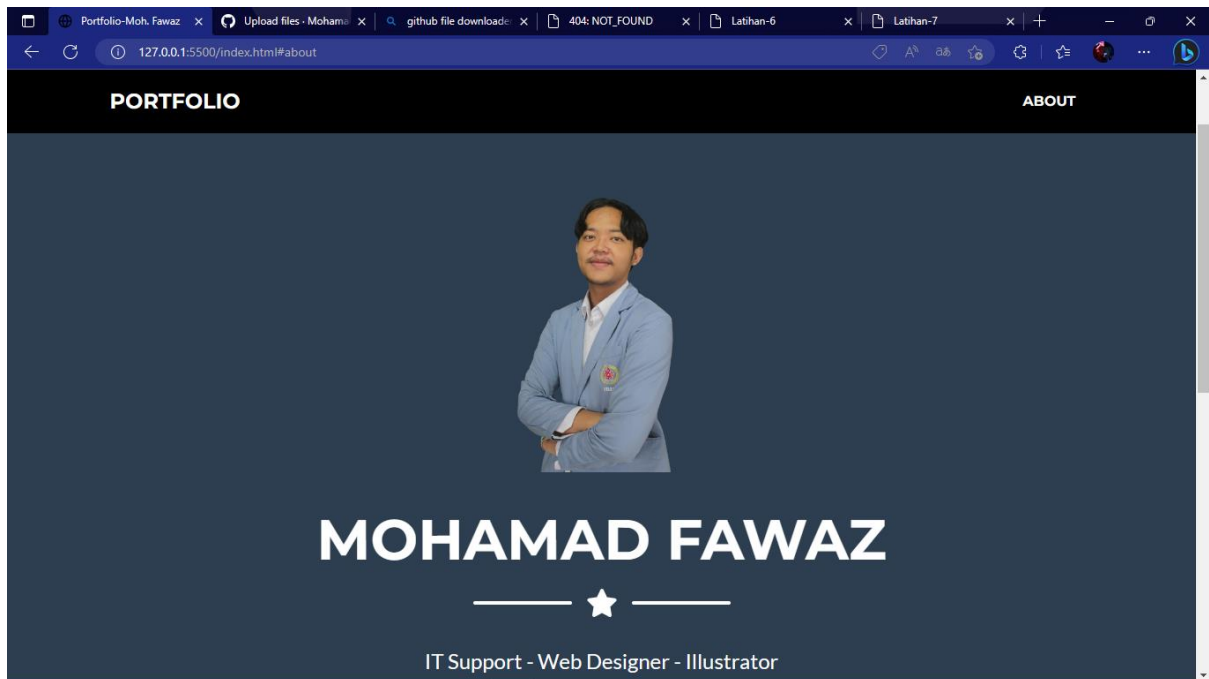 Portfolio-Moh. Fawaz
Upload files · Mohama
github file downloade
404: NOT_FOUND
Latihan-6
Latihan-7
127.0.0.1:5500/index.html#about
PORTFOLIO
ABOUT
MOHAMAD FAWAZ
IT Support - Web Designer - Illustrator